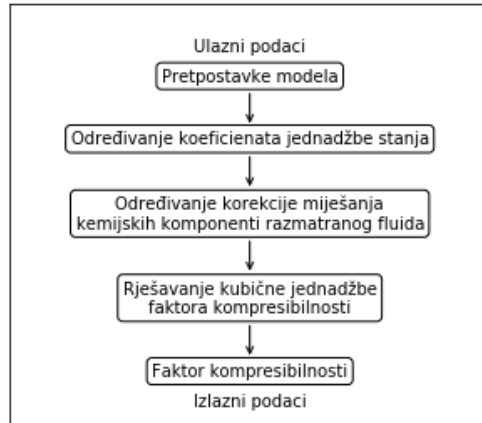 Ulazni podaci
Pretpostavke modela
Određivanje koeficienata jednadžbe stanja
Određivanje korekcije miješanja
kemijskih komponenti razmatranog fluida
Rješavanje kubične jednadžbe
faktora kompresibilnosti
Faktor kompresibilnosti
Izlazni podaci